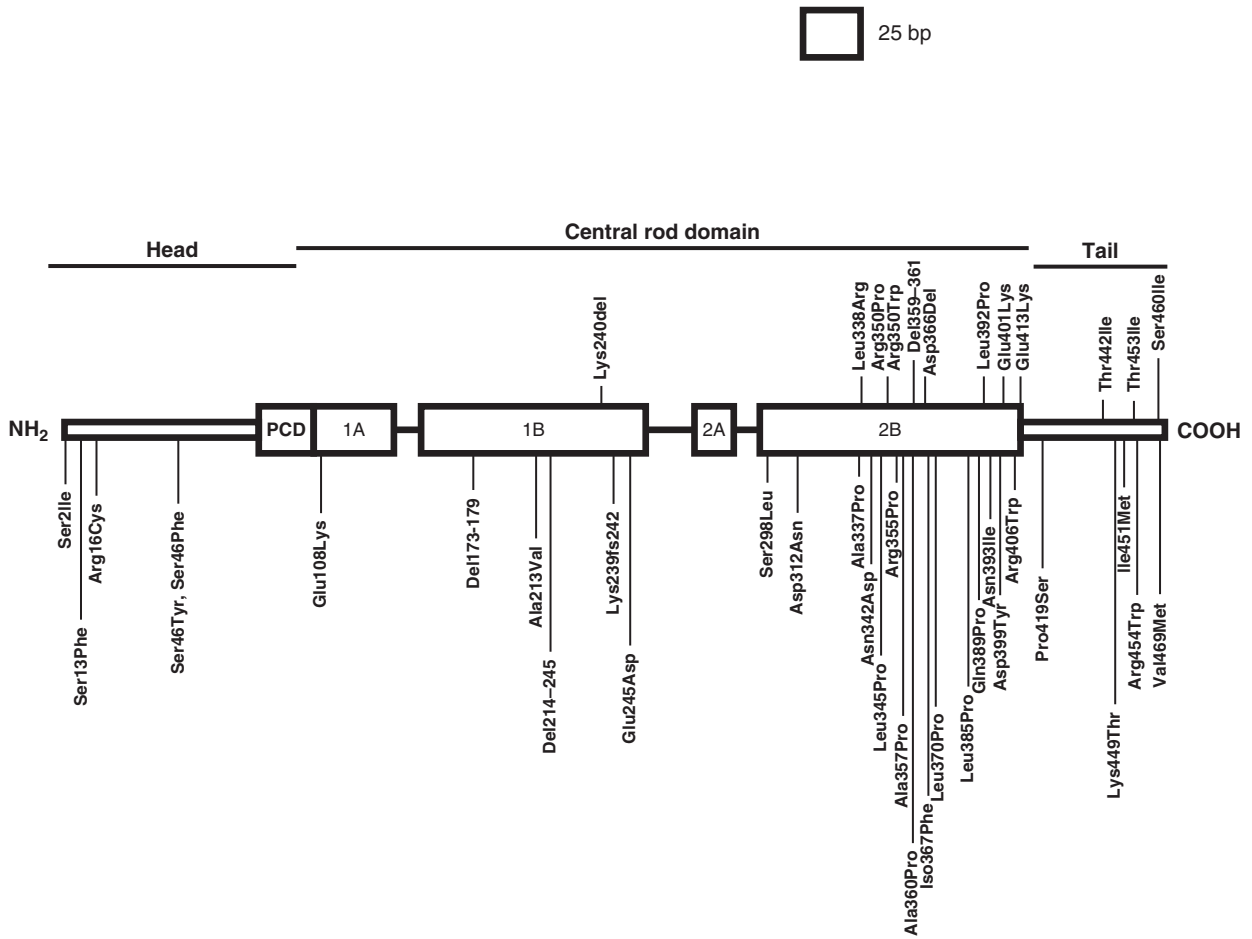 25 bp
Central rod domain
Head
Tail
Lys240del
Leu338Arg
Arg350Pro
Arg350Trp
Del359–361
Asp366Del
Leu392Pro
Glu401Lys
Glu413Lys
Thr442Ile
Thr453Ile
Ser460Ile
NH2
PCD
1A
1B
2A
2B
COOH
Ser2Ile
Ser13Phe
Arg16Cys
Ser46Tyr, Ser46Phe
Glu108Lys
Del173-179
Ala213Val
Del214–245
Lys239fs242
Glu245Asp
Ser298Leu
Asp312Asn
Ala337Pro
Asn342Asp
Leu345Pro
Arg355Pro
Ala357Pro
Ala360Pro
Iso367Phe
Leu370Pro
Leu385Pro
Gln389Pro
Asn393Ile
Asp399Tyr
Arg406Trp
Pro419Ser
Lys449Thr
Ile451Met
Arg454Trp
Val469Met